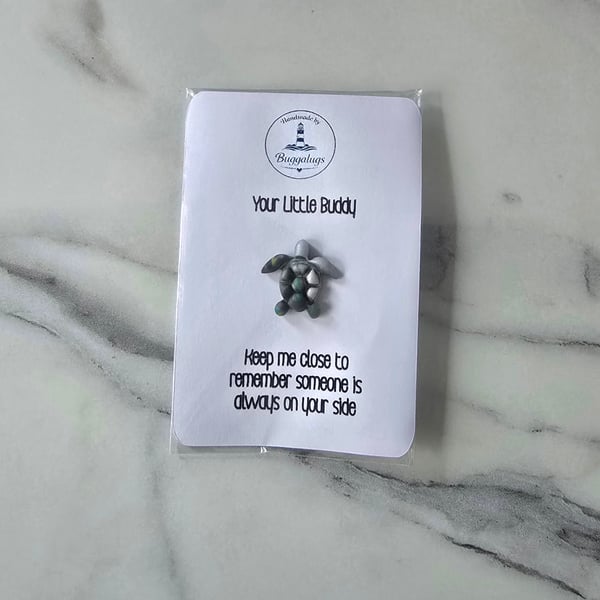 Handmade by
Buggalugs
Your Little Buddy
Keep me close to
remember someone is
always on your side